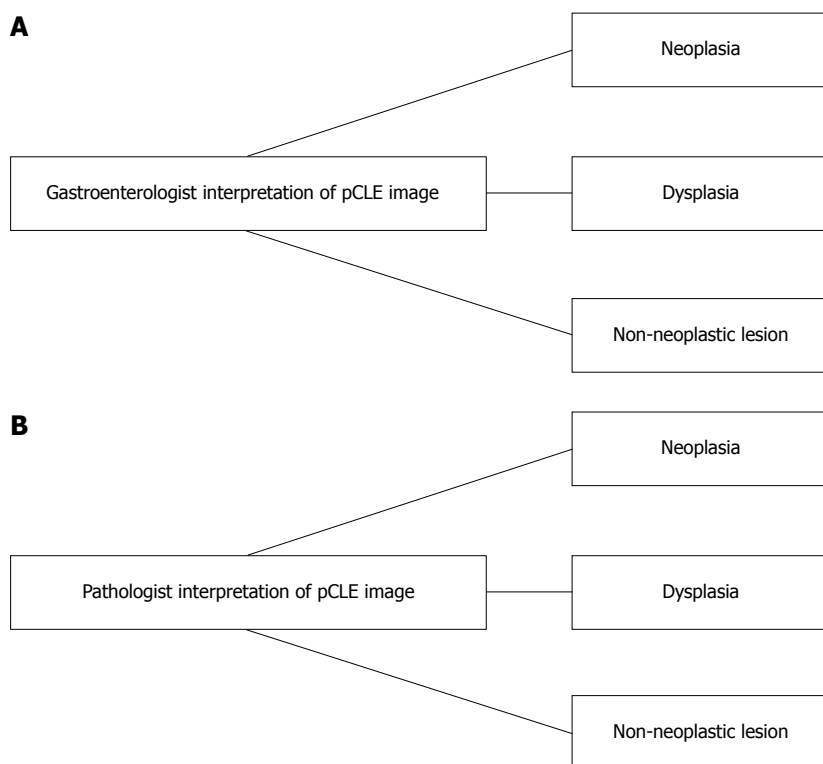 A
Neoplasia
Gastroenterologist interpretation of pCLE image
Dysplasia
Non-neoplastic lesion
B
Neoplasia
Pathologist interpretation of pCLE image
Dysplasia
Non-neoplastic lesion